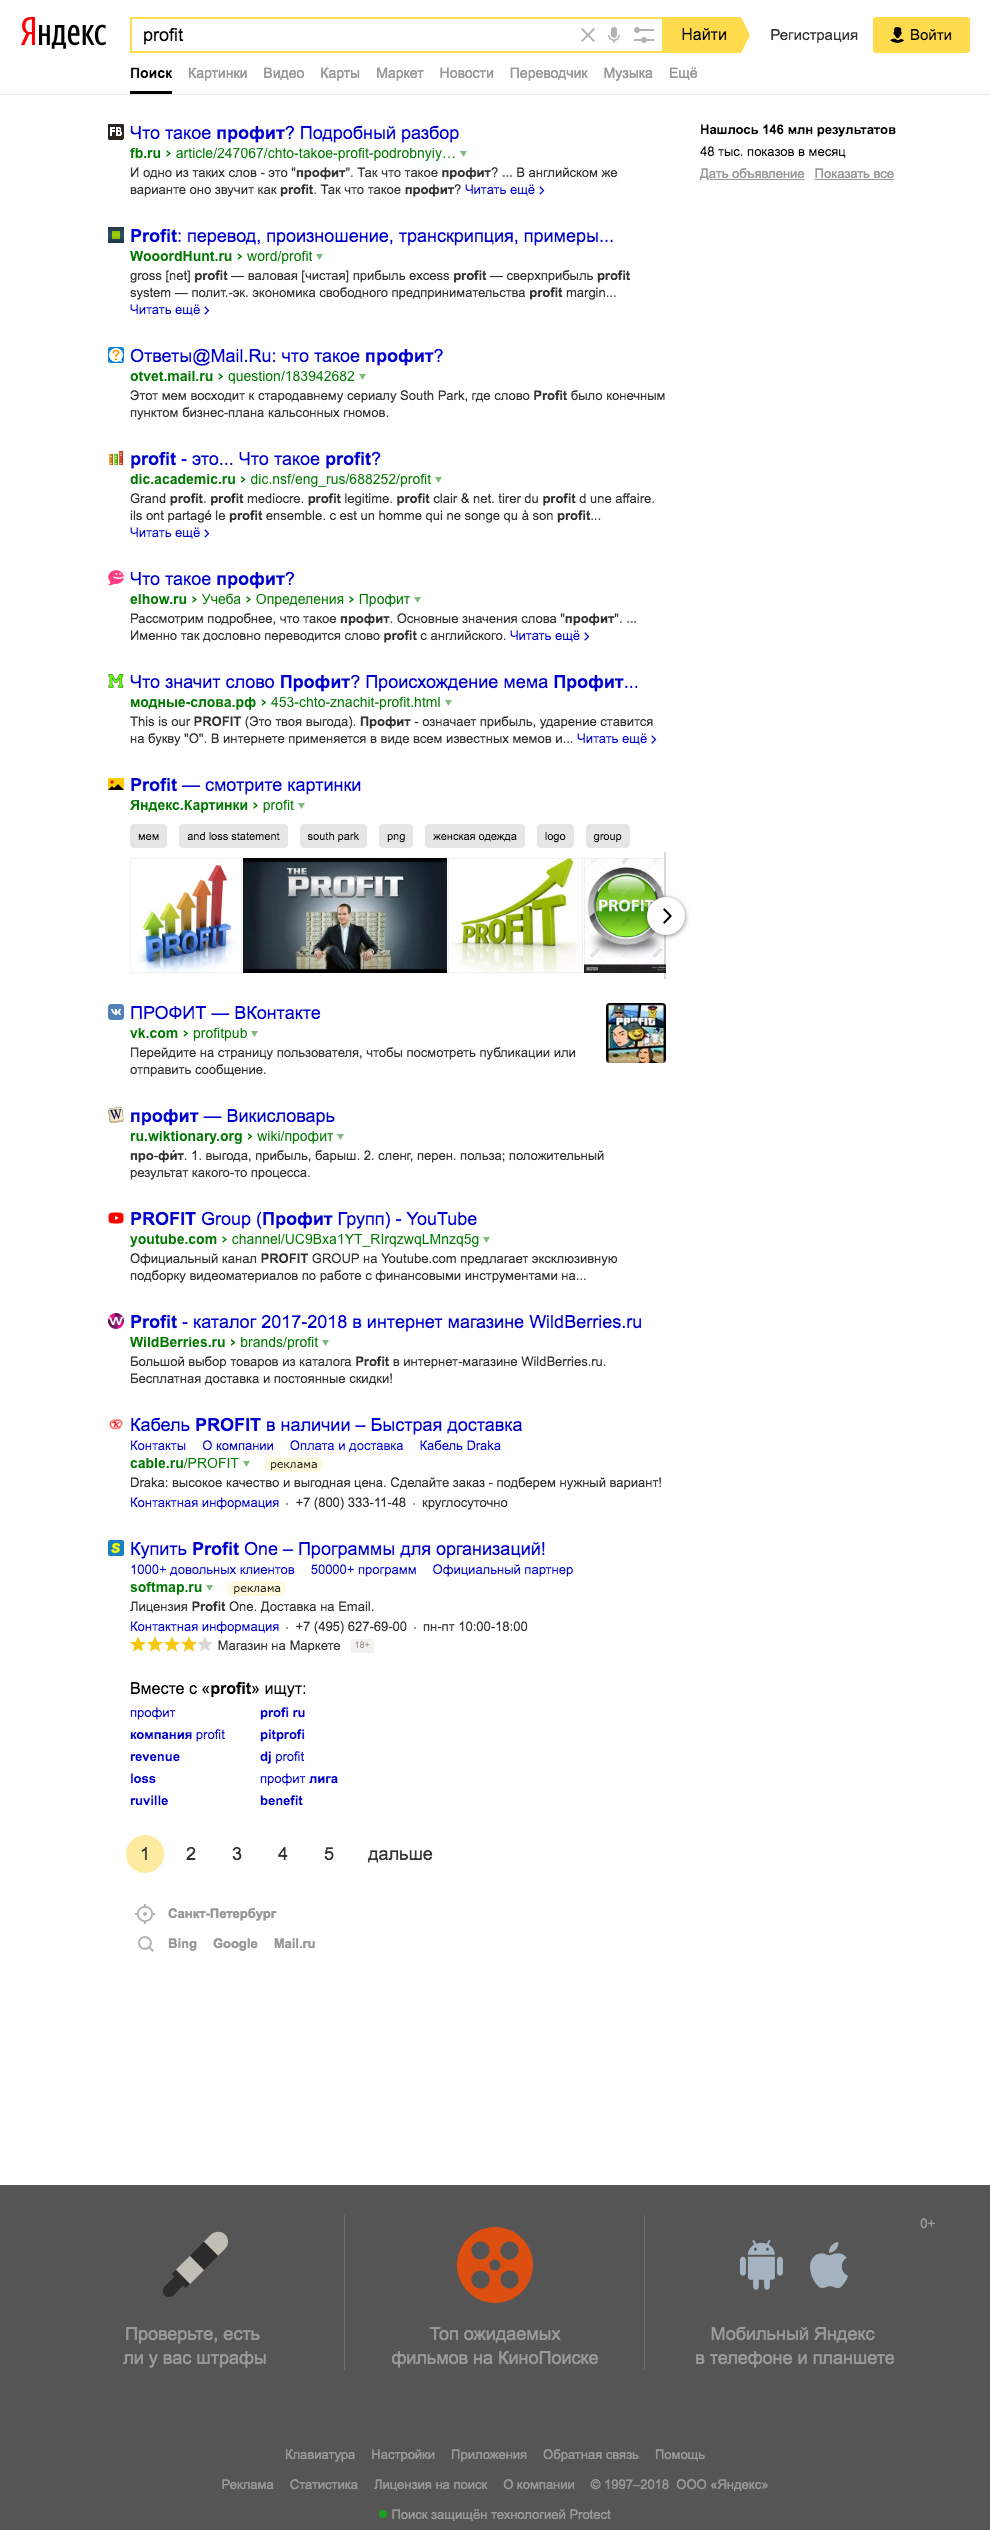 Яндекс
profit
Найти
Регистрация
Войти
Поиск Картинки Видео Карты Маркет Новости Переводчик Музыка Ещё
Что такое профит? Подробный разбор
fb.ru › article/247067/chto-takoe-profit-podrobnyiy…
И одно из таких слов - это "профит". Так что такое профит? ... В английском же
варианте оно звучит как profit. Так что такое профит? Читать ещё ›
Нашлось 146 млн результатов
48 тыс. показов в месяц
Дать объявление Показать все
Profit: перевод, произношение, транскрипция, примеры...
WooordHunt.ru › word/profit
gross [net] profit — валовая [чистая] прибыль excess profit — сверхприбыль profit
system — полит.-эк. экономика свободного предпринимательства profit margin...
Читать ещё ›
Ответы@Mail.Ru: что такое профит?
otvet.mail.ru › question/183942682
Этот мем восходит к стародавнему сериалу South Park, где слово Profit было конечным
пунктом бизнес-плана кальсонных гномов.
profit - это... Что такое profit?
dic.academic.ru › dic.nsf/eng_rus/688252/profit
Grand profit. profit mediocre. profit legitime. profit clair & net. tirer du profit d une affaire.
ils ont partagé le profit ensemble. c est un homme qui ne songe qu à son profit...
Читать ещё ›
Что такое профит?
elhow.ru › Учеба › Определения › Профит
Рассмотрим подробнее, что такое профит. Основные значения слова "профит". ...
Именно так дословно переводится слово profit с английского. Читать ещё ›
Что значит слово Профит? Происхождение мема Профит...
модные-слова.рф › 453-chto-znachit-profit.html
This is our PROFIT (Это твоя выгода). Профит - означает прибыль, ударение ставится
на букву "О". В интернете применяется в виде всем известных мемов и... Читать ещё ›
Profit — смотрите картинки
Яндекс.Картинки › profit
мем and loss statement south park png женская одежда logo group
PROFIT
THE
PROFIT
PROFIT
PROFIT
ПРОФИТ — ВКонтакте
vk.com › profitpub
Перейдите на страницу пользователя, чтобы посмотреть публикации или
отправить сообщение.
PROFIT
профит — Викисловарь
ru.wiktionary.org › wiki/профит
про-фи́т. 1. выгода, прибыль, барыш. 2. сленг, перен. польза; положительный
результат какого-то процесса.
PROFIT Group (Профит Групп) - YouTube
youtube.com › channel/UC9Bxa1YT_RIrqzwqLMnzq5g
Официальный канал PROFIT GROUP на Youtube.com предлагает эксклюзивную
подборку видеоматериалов по работе с финансовыми инструментами на...
Profit - каталог 2017-2018 в интернет магазине WildBerries.ru
WildBerries.ru › brands/profit
Большой выбор товаров из каталога Profit в интернет-магазине WildBerries.ru.
Бесплатная доставка и постоянные скидки!
Кабель PROFIT в наличии – Быстрая доставка
Контакты О компании Оплата и доставка Кабель Draka
cable.ru/PROFIT реклама
Draka: высокое качество и выгодная цена. Сделайте заказ - подберем нужный вариант!
Контактная информация · +7 (800) 333-11-48 · круглосуточно
Купить Profit One – Программы для организаций!
1000+ довольных клиентов 50000+ программ Официальный партнер
softmap.ru реклама
Лицензия Profit One. Доставка на Email.
Контактная информация · +7 (495) 627-69-00 · пн-пт 10:00-18:00
Магазин на Маркете 18+
Вместе с «profit» ищут:
профит profi ru
компания profit pitprofi
revenue dj profit
loss профит лига
ruville benefit
1 2 3 4 5 дальше
Санкт-Петербург
Bing Google Mail.ru
0+
Проверьте, есть
ли у вас штрафы
Топ ожидаемых
фильмов на КиноПоиске
Мобильный Яндекс
в телефоне и планшете
Клавиатура Настройки Приложения Обратная связь Помощь
Реклама Статистика Лицензия на поиск О компании © 1997–2018 ООО «Яндекс»
Поиск защищён технологией Protect